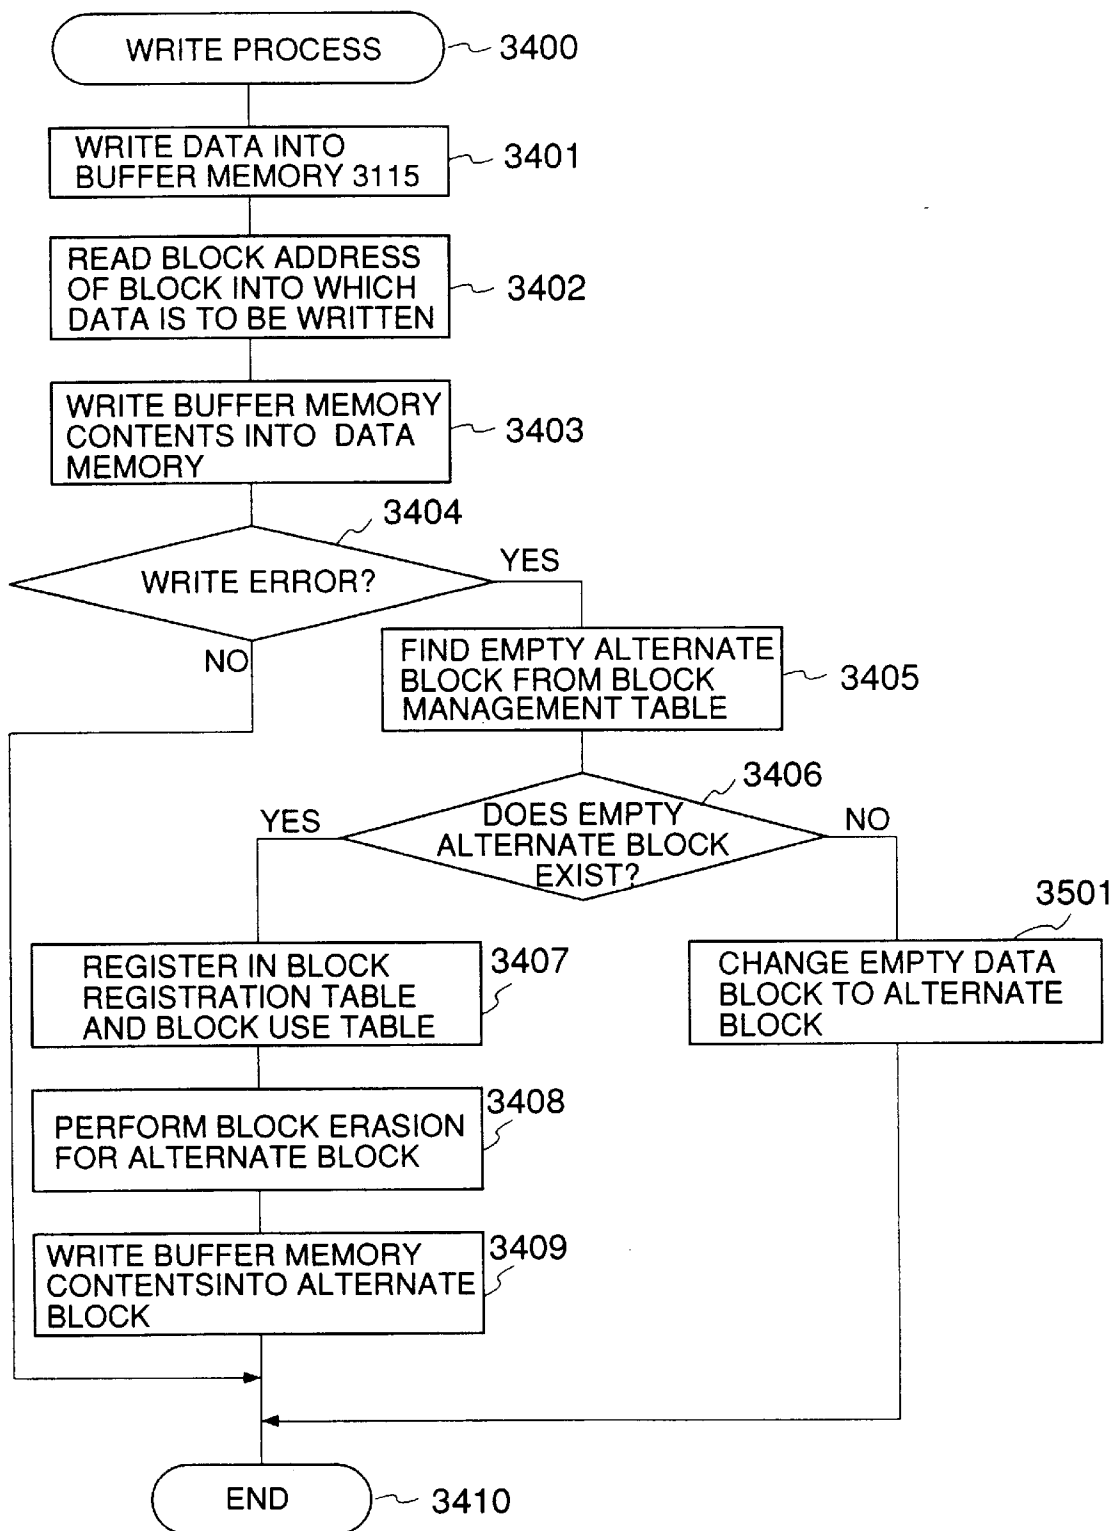 WRITE PROCESS
3400
WRITE DATA INTO
BUFFER MEMORY 3115
3401
READ BLOCK ADDRESS
OF BLOCK INTO WHICH
DATA IS TO BE WRITTEN
3402
WRITE BUFFER MEMORY
CONTENTS INTO DATA
MEMORY
3403
3404
WRITE ERROR?
YES
NO
FIND EMPTY ALTERNATE
BLOCK FROM BLOCK
MANAGEMENT TABLE
3405
3406
DOES EMPTY
ALTERNATE BLOCK
EXIST?
YES
NO
3501
CHANGE EMPTY DATA
BLOCK TO ALTERNATE
BLOCK
REGISTER IN BLOCK
REGISTRATION TABLE
AND BLOCK USE TABLE
3407
PERFORM BLOCK ERASION
FOR ALTERNATE BLOCK
3408
WRITE BUFFER MEMORY
CONTENTSINTO ALTERNATE
BLOCK
3409
END
3410